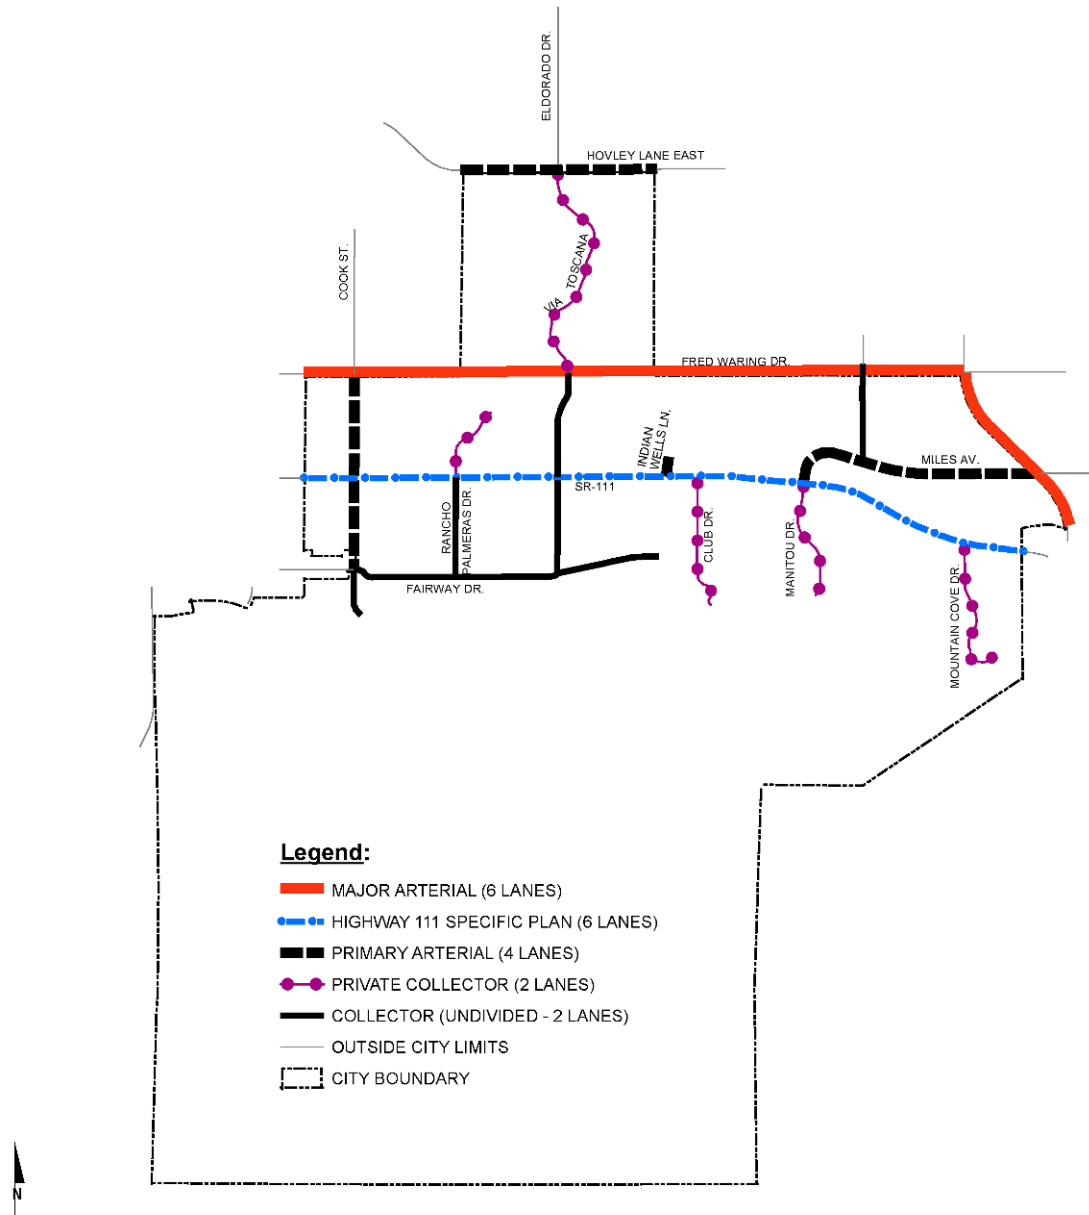 ELDORADO DR.
HOVLEY LANE EAST
COOK ST.
VIA TOSCANA
FRED WARING DR.
INDIAN
WELLS LN.
MILES AV.
SR-111
RANCHO
PALMERAS DR.
CLUB DR.
MANITOU DR.
FAIRWAY DR.
MOUNTAIN COVE DR.
Legend:
MAJOR ARTERIAL (6 LANES)
HIGHWAY 111 SPECIFIC PLAN (6 LANES)
PRIMARY ARTERIAL (4 LANES)
PRIVATE COLLECTOR (2 LANES)
COLLECTOR (UNDIVIDED - 2 LANES)
OUTSIDE CITY LIMITS
CITY BOUNDARY
N